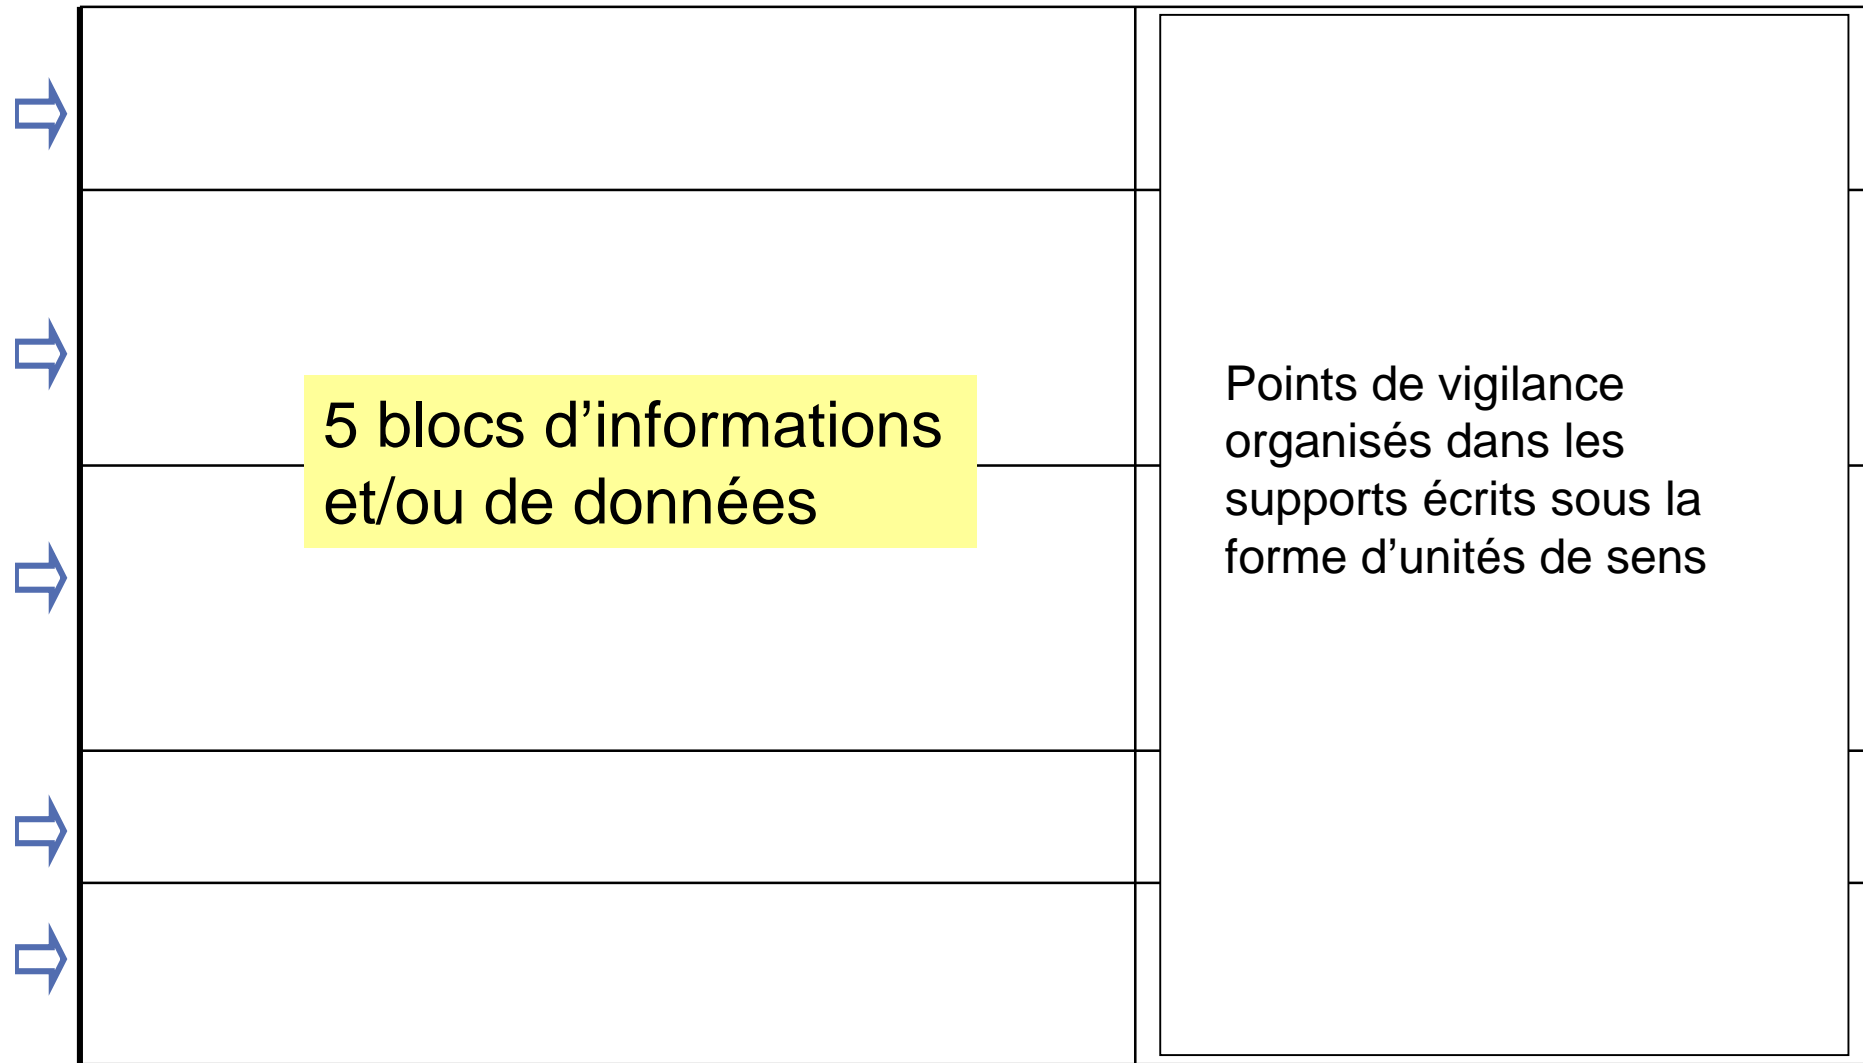 5 blocs d’informations
et/ou de données
Points de vigilance
organisés dans les
supports écrits sous la
forme d’unités de sens